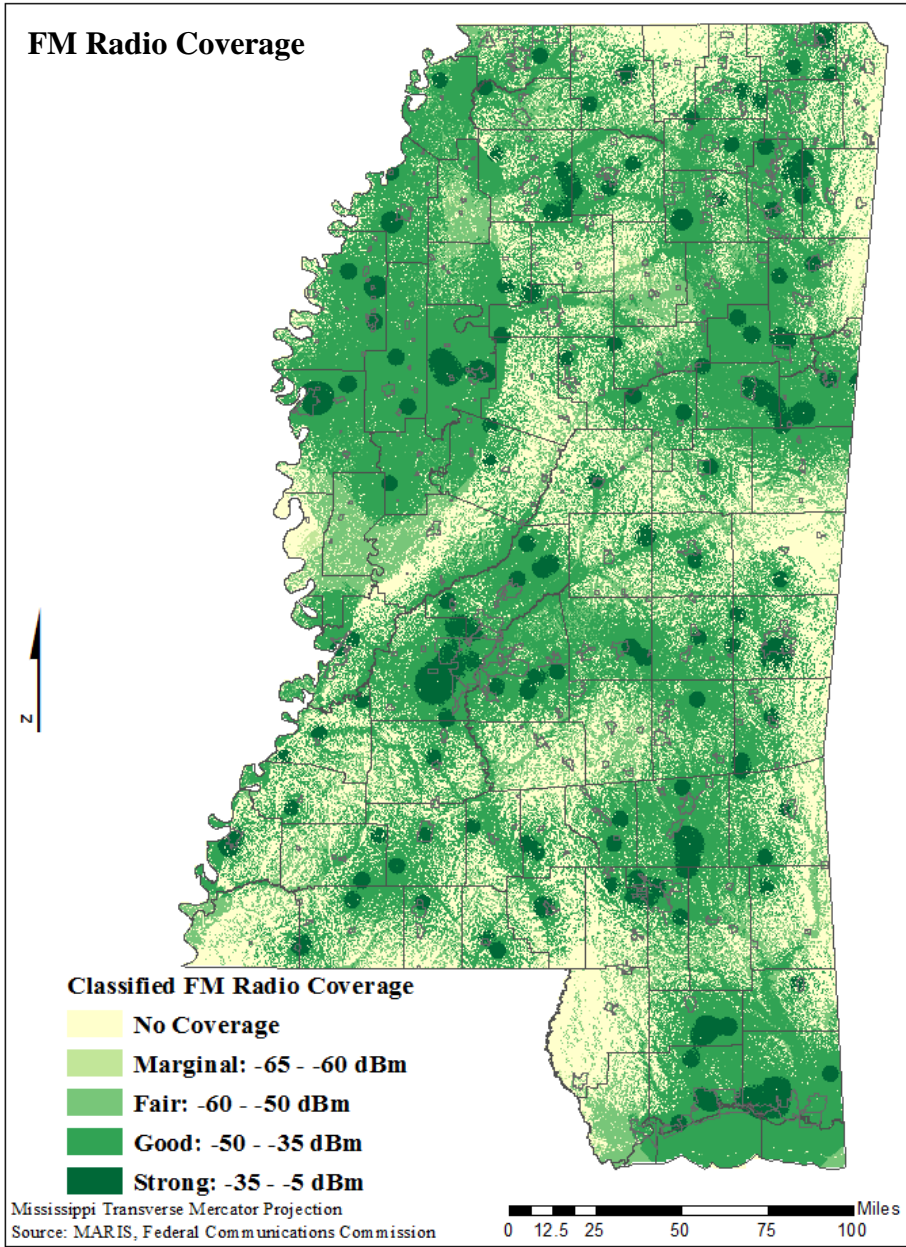 FM Radio Coverage
N
Classified FM Radio Coverage
No Coverage
Marginal: -65 - -60 dBm
Fair: -60 - -50 dBm
Good: -50 - -35 dBm
Strong: -35 - -5 dBm
Mississippi Transverse Mercator Projection
Source: MARIS, Federal Communications Commission
Miles
0 12.5 25 50 75 100